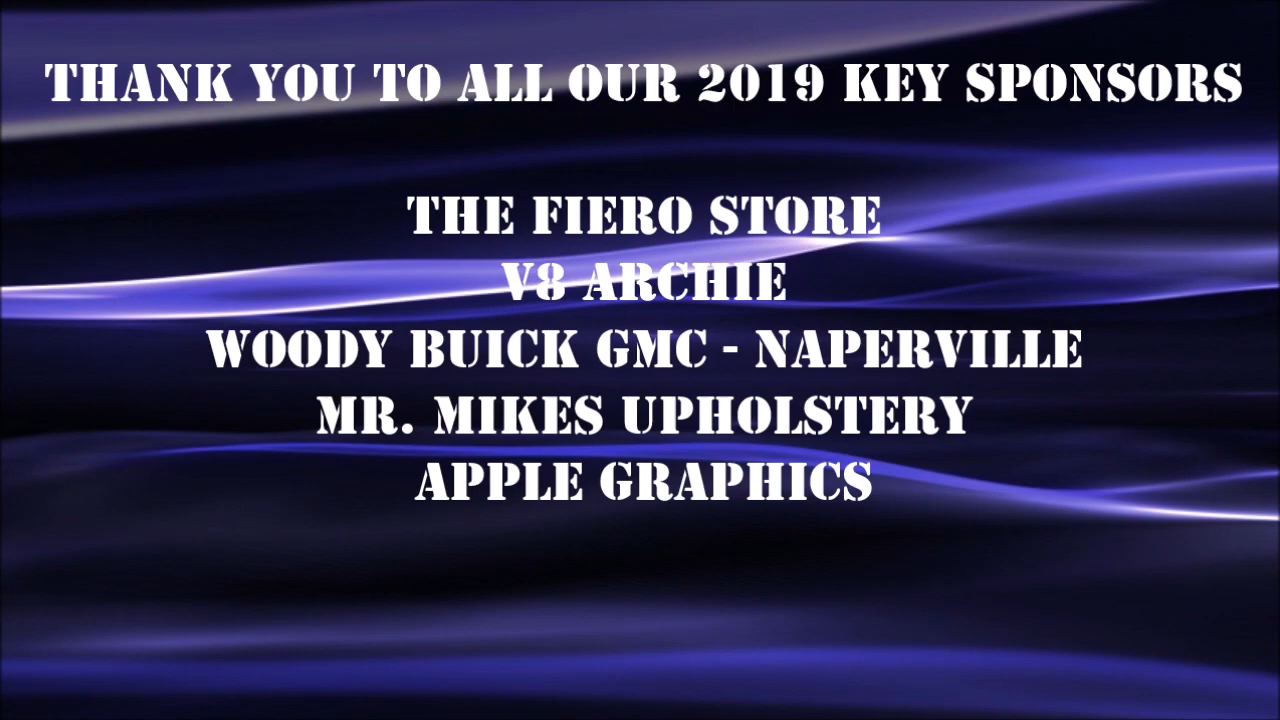 THANK YOU TO ALL OUR 2019 KEY SPONSORS
THE FIERO STORE
V8 ARCHIE
WOODY BUICK GMC - NAPERVILLE
MR. MIKES UPHOLSTERY
APPLE GRAPHICS